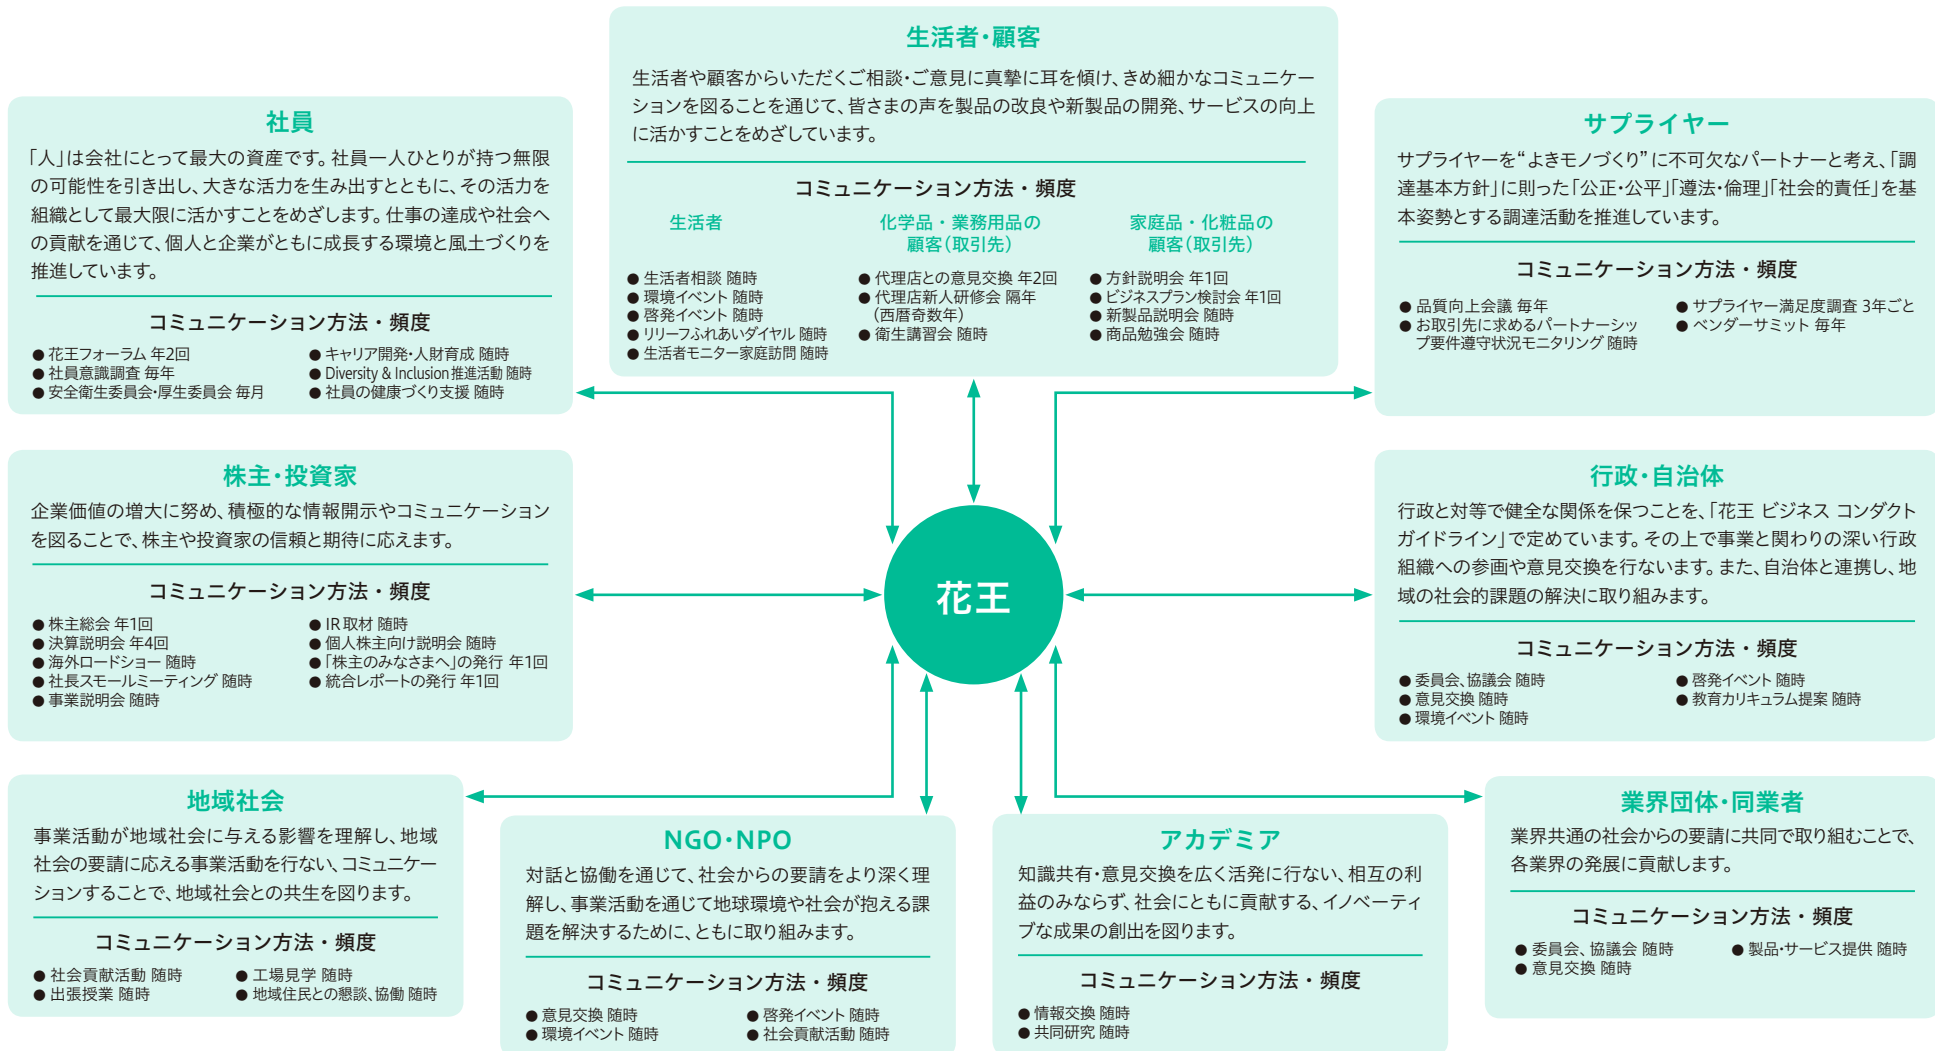 生活者・顧客
生活者や顧客からいただくご相談・ご意見に真摯に耳を傾け、きめ細かなコミュニケー
ションを図ることを通じて、皆さまの声を製品の改良や新製品の開発、サービスの向上
に活かすことをめざしています。
コミュニケーション方法・頻度
生活者
● 生活者相談 随時
● 環境イベント 随時
● 啓発イベント 随時
● リリーフふれあいダイヤル 随時
● 生活者モニター家庭訪問 随時
化学品・業務用品の
顧客(取引先)
● 代理店との意見交換 年2回
● 代理店新人研修会 隔年
(西暦奇数年)
● 衛生講習会 随時
家庭品・化粧品の
顧客(取引先)
● 方針説明会 年1回
● ビジネスプラン検討会 年1回
● 新製品説明会 随時
● 商品勉強会 随時
社員
「人」は会社にとって最大の資産です。社員一人ひとりが持つ無限
の可能性を引き出し、大きな活力を生み出すとともに、その活力を
組織として最大限に活かすことをめざします。仕事の達成や社会へ
の貢献を通じて、個人と企業がともに成長する環境と風土づくりを
推進しています。
コミュニケーション方法・頻度
● 花王フォーラム 年2回
● 社員意識調査 毎年
● 安全衛生委員会・厚生委員会 毎月
● キャリア開発・人財育成 随時
● Diversity & Inclusion 推進活動 随時
● 社員の健康づくり支援 随時
サプライヤー
サプライヤーを“よきモノづくり”に不可欠なパートナーと考え、「調
達基本方針」に則った「公正・公平」「遵法・倫理」「社会的責任」を基
本姿勢とする調達活動を推進しています。
コミュニケーション方法・頻度
● 品質向上会議 毎年
● お取引先に求めるパートナーシッ
プ要件遵守状況モニタリング 随時
● サプライヤー満足度調査 3年ごと
● ベンダーサミット 毎年
株主・投資家
企業価値の増大に努め、積極的な情報開示やコミュニケーション
を図ることで、株主や投資家の信頼と期待に応えます。
コミュニケーション方法・頻度
● 株主総会 年1回
● 決算説明会 年4回
● 海外ロードショー 随時
● 社長スモールミーティング 随時
● 事業説明会 随時
● IR 取材 随時
● 個人株主向け説明会 随時
● 「株主のみなさまへ」の発行 年1回
● 統合レポートの発行 年1回
花王
行政・自治体
行政と対等で健全な関係を保つことを、「花王 ビジネス コンダクト
ガイドライン」で定めています。その上で事業と関わりの深い行政
組織への参画や意見交換を行ないます。また、自治体と連携し、地
域の社会的課題の解決に取り組みます。
コミュニケーション方法・頻度
● 委員会、協議会 随時
● 意見交換 随時
● 環境イベント 随時
● 啓発イベント 随時
● 教育カリキュラム提案 随時
地域社会
事業活動が地域社会に与える影響を理解し、地域
社会の要請に応える事業活動を行ない、コミュニケー
ションすることで、地域社会との共生を図ります。
コミュニケーション方法・頻度
● 社会貢献活動 随時
● 出張授業 随時
● 工場見学 随時
● 地域住民との懇談、協働 随時
NGO・NPO
対話と協働を通じて、社会からの要請をより深く理
解し、事業活動を通じて地球環境や社会が抱える課
題を解決するために、ともに取り組みます。
コミュニケーション方法・頻度
● 意見交換 随時
● 環境イベント 随時
● 啓発イベント 随時
● 社会貢献活動 随時
アカデミア
知識共有・意見交換を広く活発に行ない、相互の利
益のみならず、社会にともに貢献する、イノベーティ
ブな成果の創出を図ります。
コミュニケーション方法・頻度
● 情報交換 随時
● 共同研究 随時
業界団体・同業者
業界共通の社会からの要請に共同で取り組むことで、
各業界の発展に貢献します。
コミュニケーション方法・頻度
● 委員会、協議会 随時
● 意見交換 随時
● 製品・サービス提供 随時